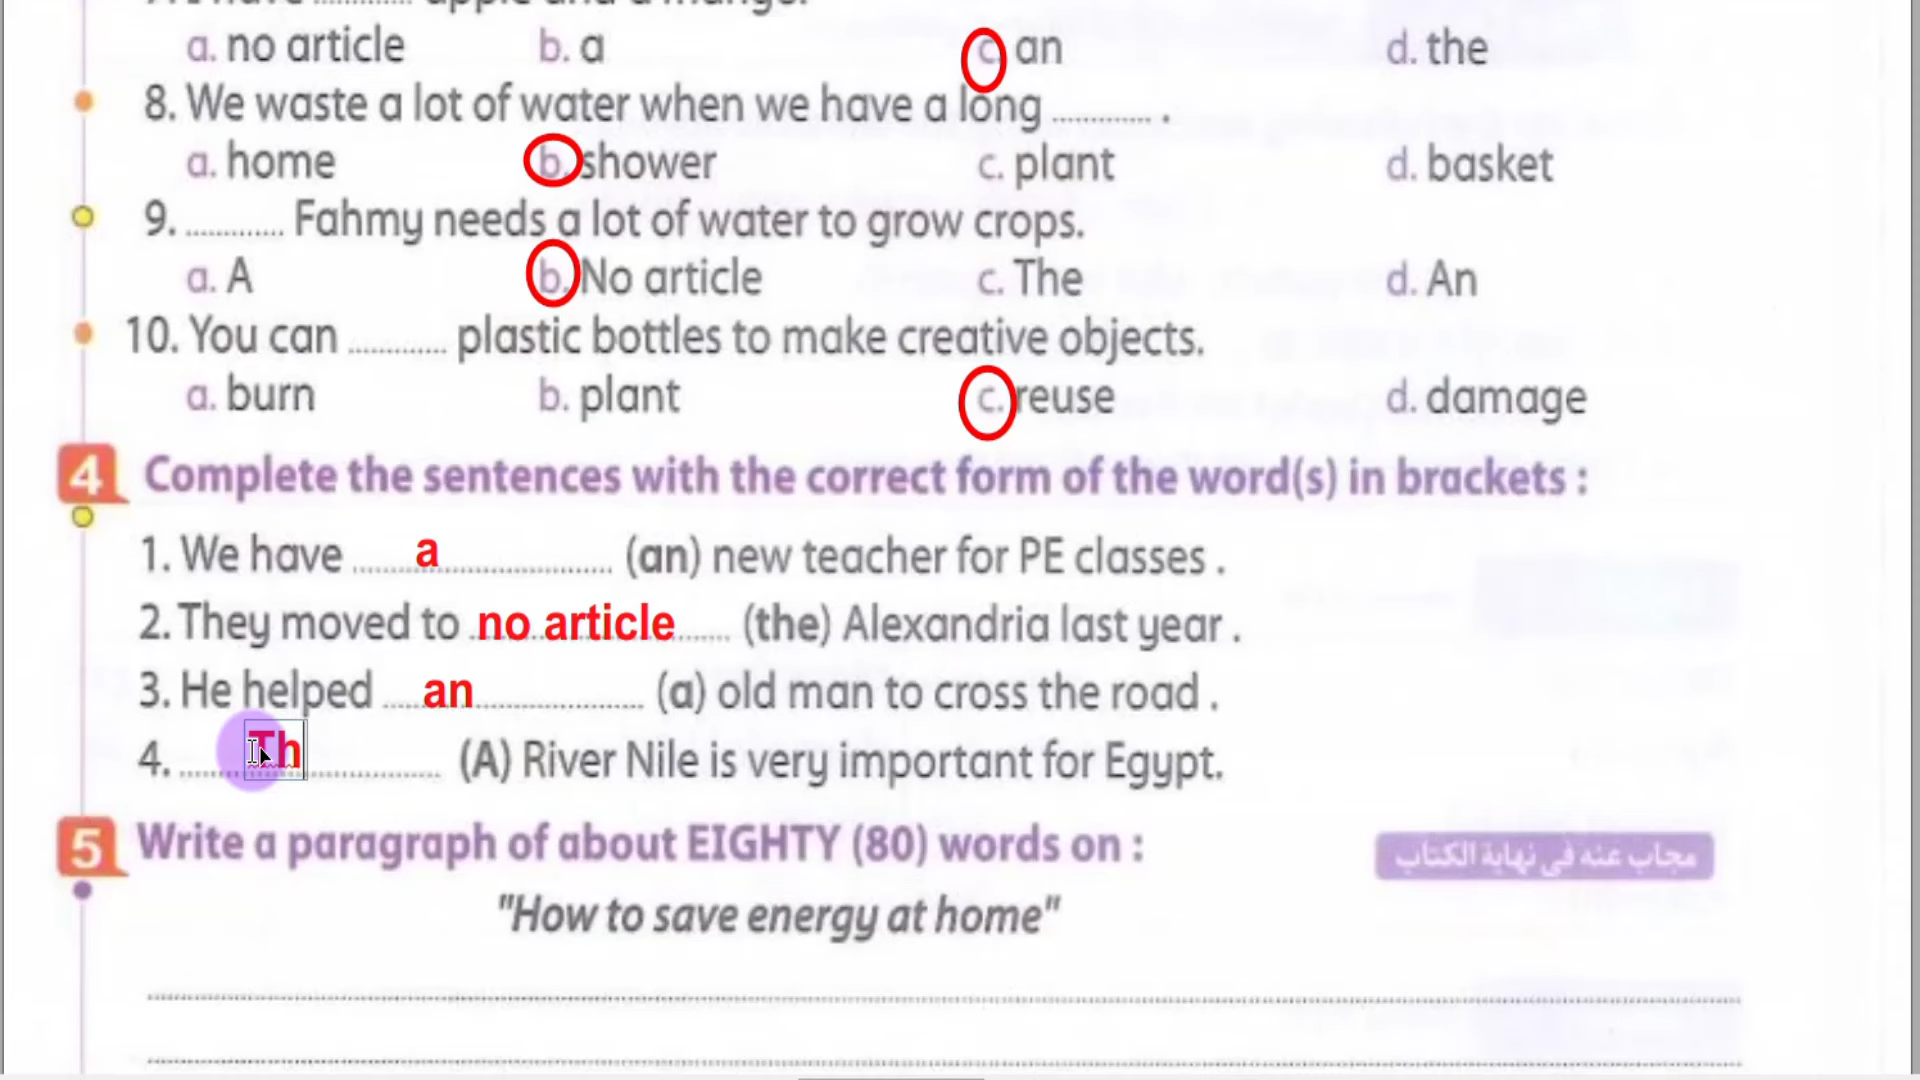 a. no article b. a c. an d. the
8. We waste a lot of water when we have a long ............ .
a. home b. shower c. plant d. basket
9. ............ Fahmy needs a lot of water to grow crops.
a. A b. No article c. The d. An
10. You can ............ plastic bottles to make creative objects.
a. burn b. plant c. reuse d. damage
4 Complete the sentences with the correct form of the word(s) in brackets :
1. We have a (an) new teacher for PE classes .
2. They moved to no article (the) Alexandria last year .
3. He helped an (a) old man to cross the road .
4. Th (A) River Nile is very important for Egypt.
5 Write a paragraph of about EIGHTY (80) words on :
مجاب عنه فى نهاية الكتاب
"How to save energy at home"